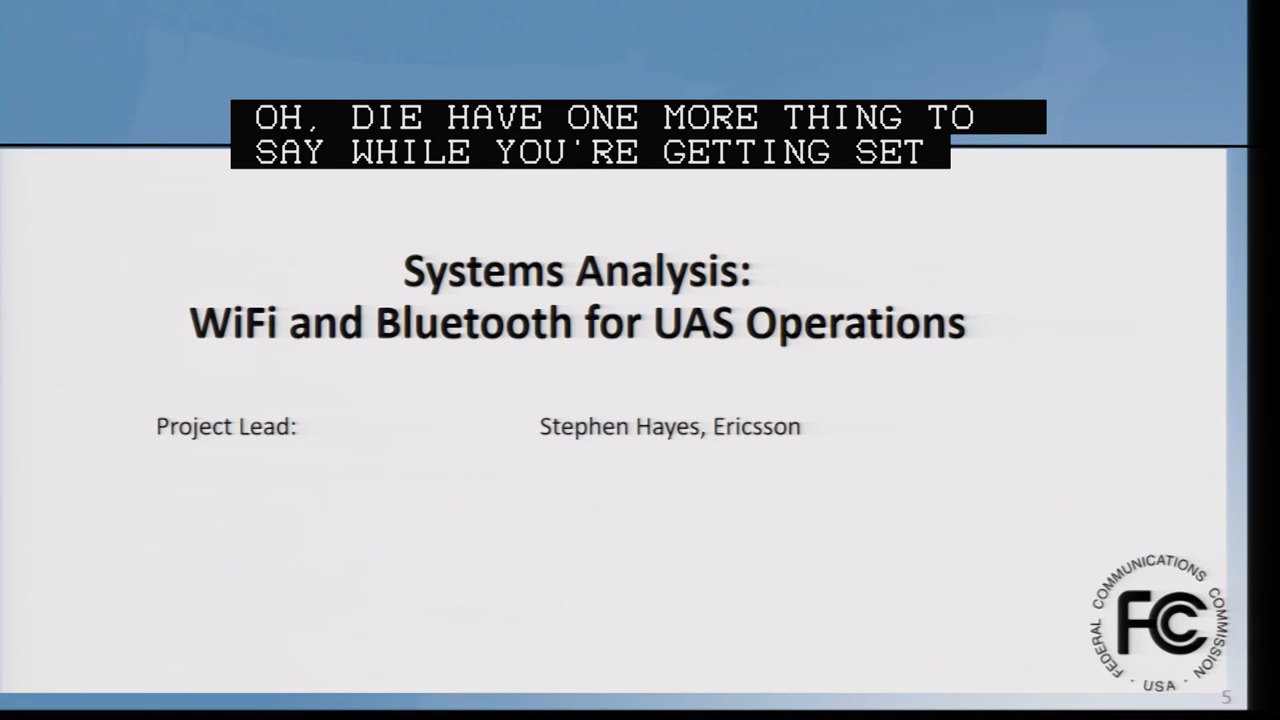 OH, DIE HAVE ONE MORE THING TO
SAY WHILE YOU'RE GETTING SET
Systems Analysis:
WiFi and Bluetooth for UAS Operations
Project Lead: Stephen Hayes, Ericsson
FEDERAL COMMUNICATIONS COMMISSION · USA ·
FCC
5